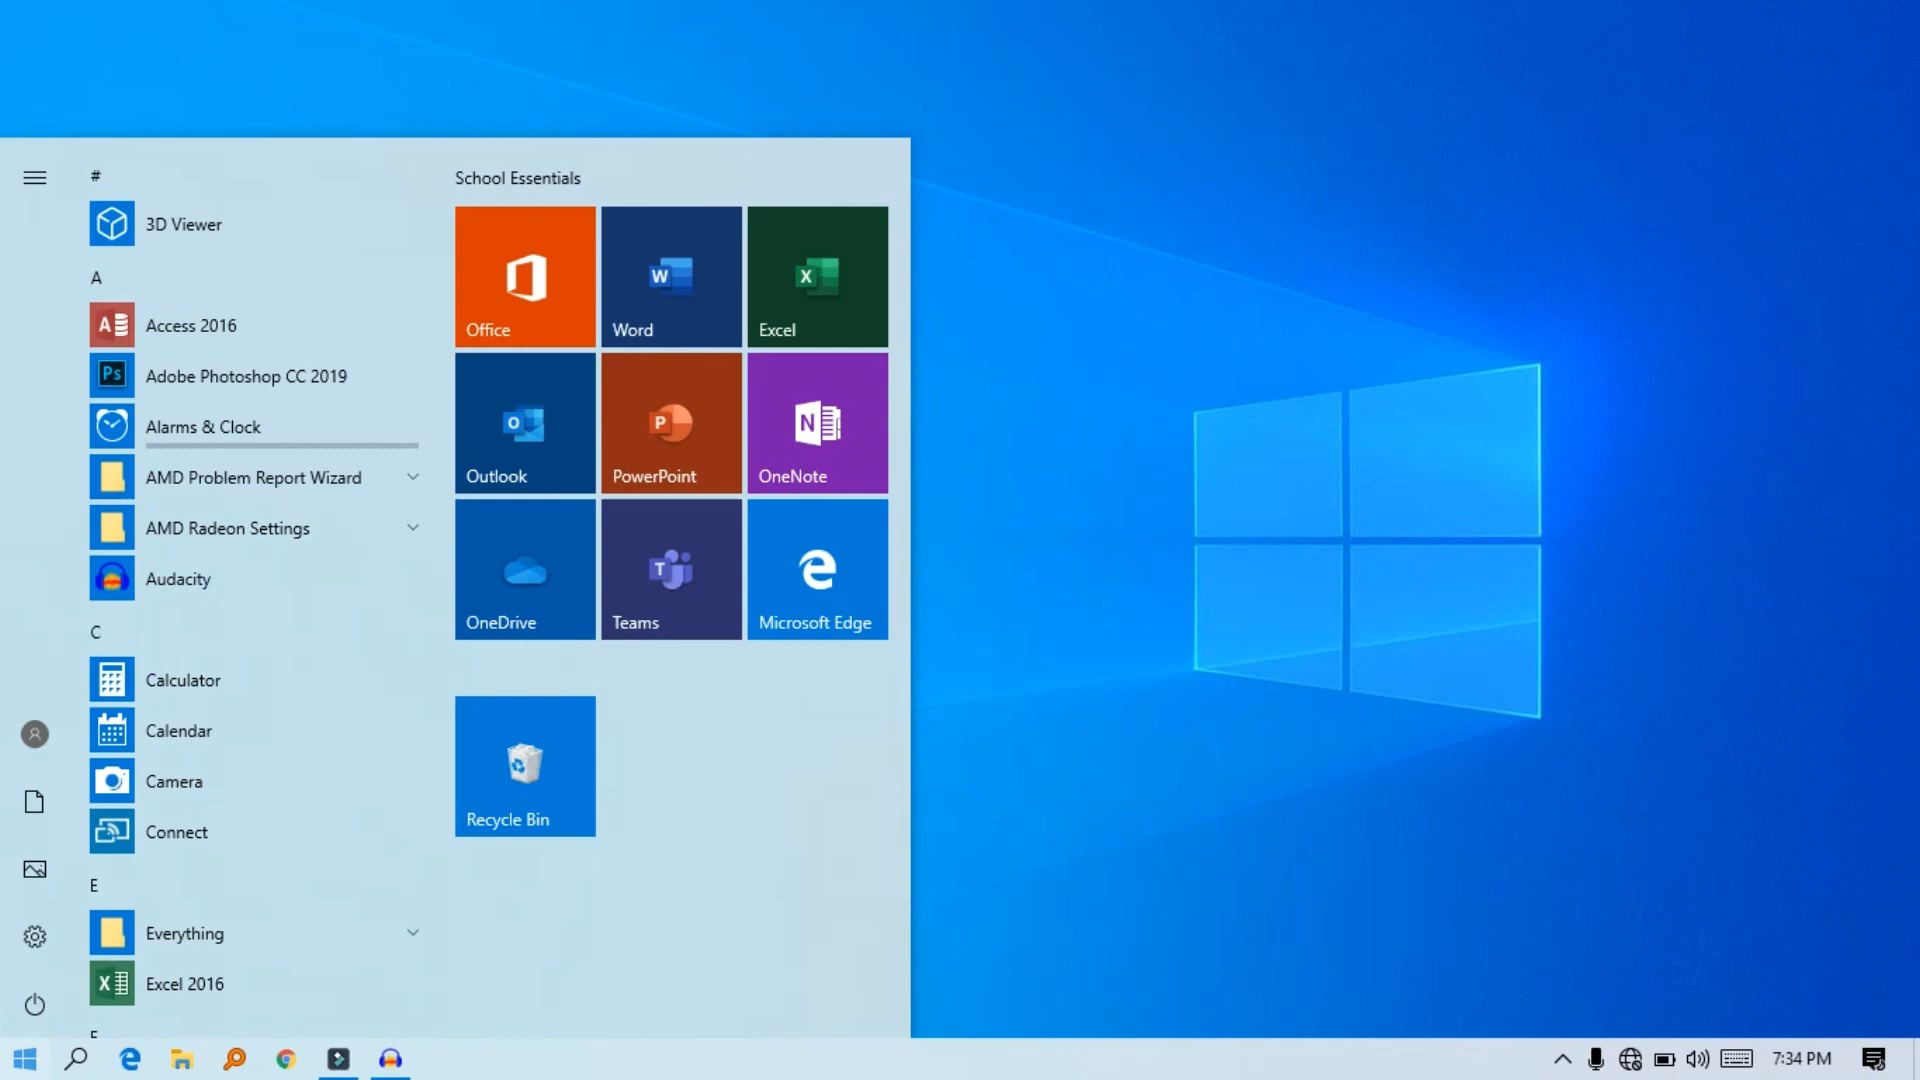 #
3D Viewer
A
Access 2016
Adobe Photoshop CC 2019
Alarms & Clock
AMD Problem Report Wizard
AMD Radeon Settings
Audacity
C
Calculator
Calendar
Camera
Connect
E
Everything
Excel 2016
School Essentials
Office
Word
Excel
Outlook
PowerPoint
OneNote
OneDrive
Teams
Microsoft Edge
Recycle Bin
7:34 PM